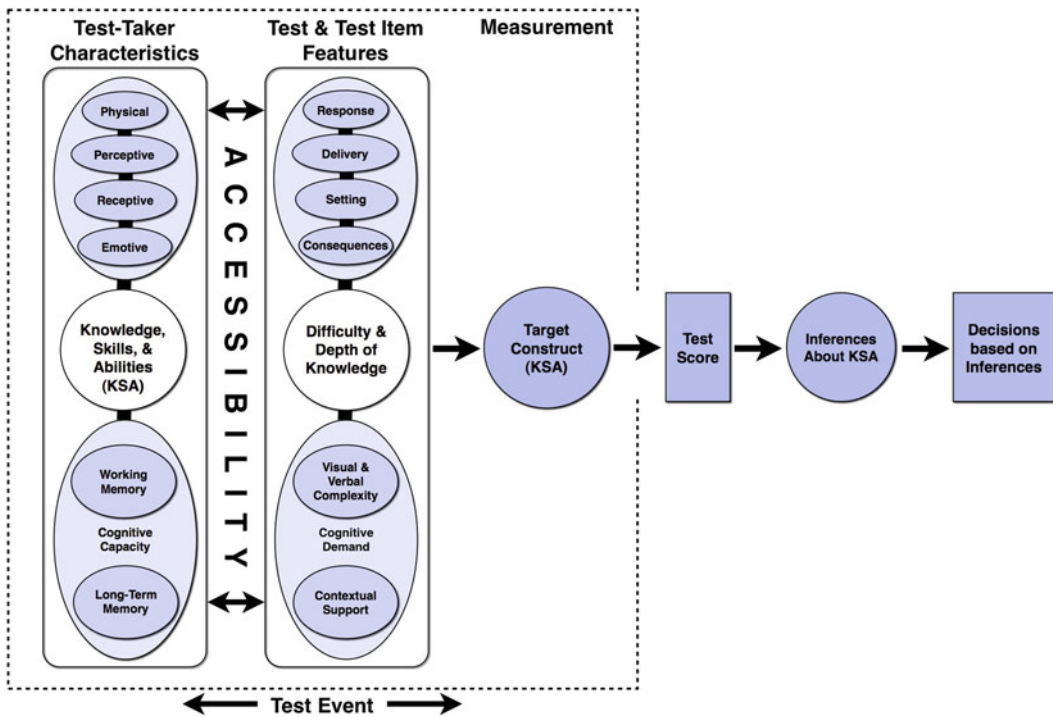 Test-Taker
Characteristics
Physical
Perceptive
Receptive
Emotive
Knowledge,
Skills, &
Abilities
(KSA)
Working
Memory
Cognitive
Capacity
Long-Term
Memory
ACCESSIBILITY
Test & Test Item
Features
Response
Delivery
Setting
Consequences
Difficulty &
Depth of
Knowledge
Visual &
Verbal
Complexity
Cognitive
Demand
Contextual
Support
Measurement
Target
Construct
(KSA)
Test
Score
Inferences
About KSA
Decisions
based on
Inferences
Test Event